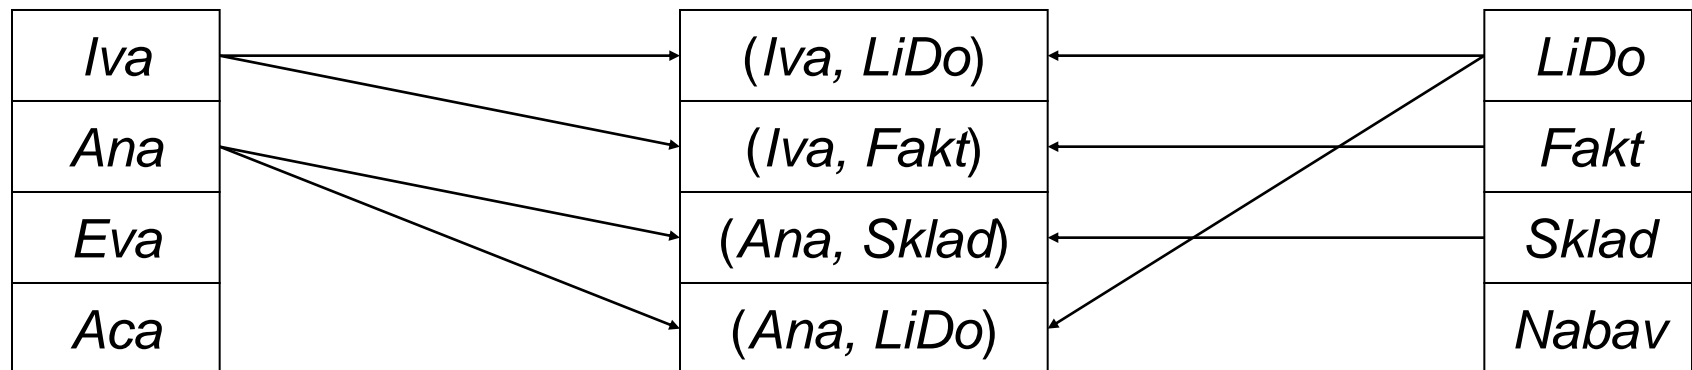 Iva (Iva, LiDo) LiDo
Ana (Iva, Fakt) Fakt
Eva (Ana, Sklad) Sklad
Aca (Ana, LiDo) Nabav